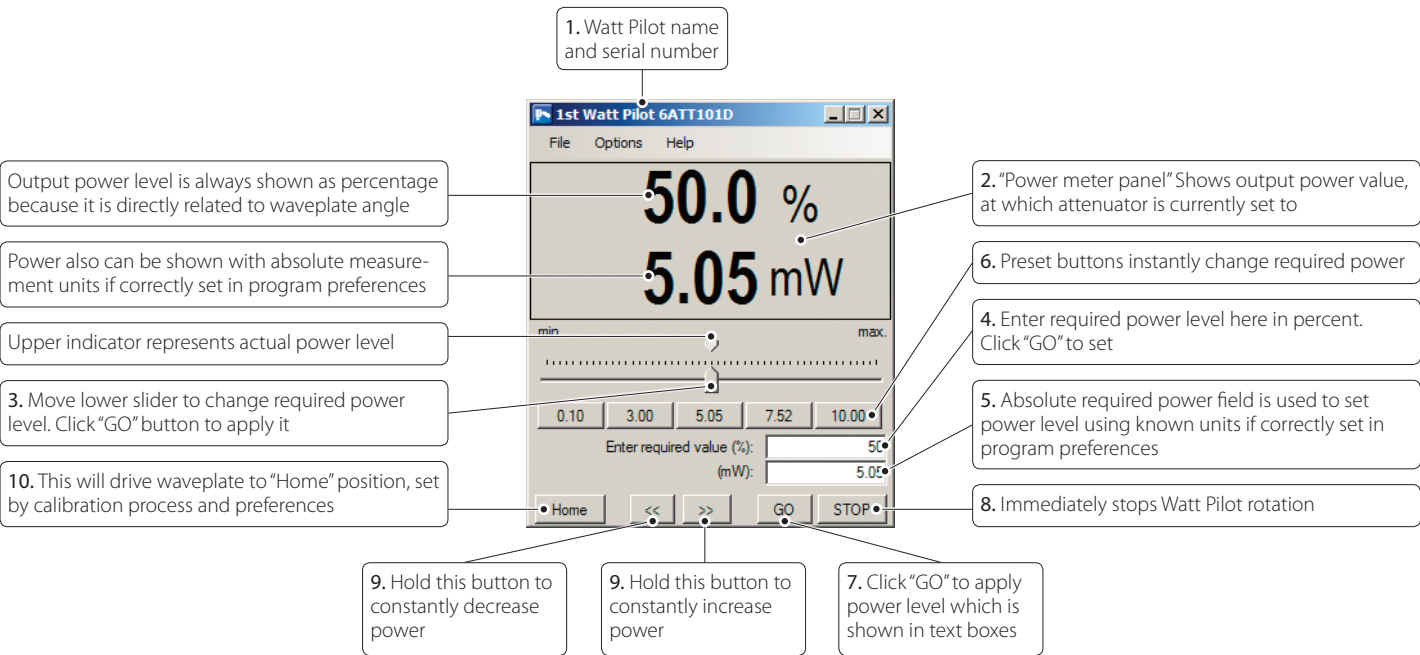 1. Watt Pilot name
and serial number
1st Watt Pilot 6ATT101D
File Options Help
50.0 %
5.05 mW
min
max.
0.10 3.00 5.05 7.52 10.00
Enter required value (%): 50
(mW): 5.05
Home << >> GO STOP
Output power level is always shown as percentage
because it is directly related to waveplate angle
Power also can be shown with absolute measure-
ment units if correctly set in program preferences
Upper indicator represents actual power level
3. Move lower slider to change required power
level. Click “GO” button to apply it
10. This will drive waveplate to “Home” position, set
by calibration process and preferences
2. “Power meter panel” Shows output power value,
at which attenuator is currently set to
6. Preset buttons instantly change required power
4. Enter required power level here in percent.
Click “GO” to set
5. Absolute required power field is used to set
power level using known units if correctly set in
program preferences
8. Immediately stops Watt Pilot rotation
9. Hold this button to
constantly decrease
power
9. Hold this button to
constantly increase
power
7. Click “GO” to apply
power level which is
shown in text boxes